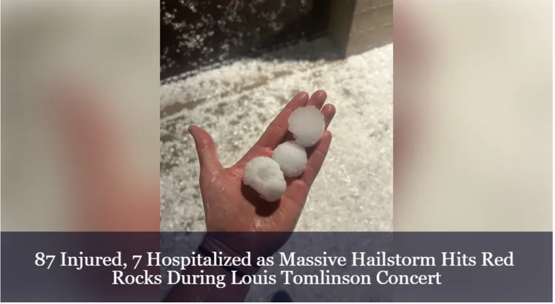 87 Injured, 7 Hospitalized as Massive Hailstorm Hits Red
Rocks During Louis Tomlinson Concert